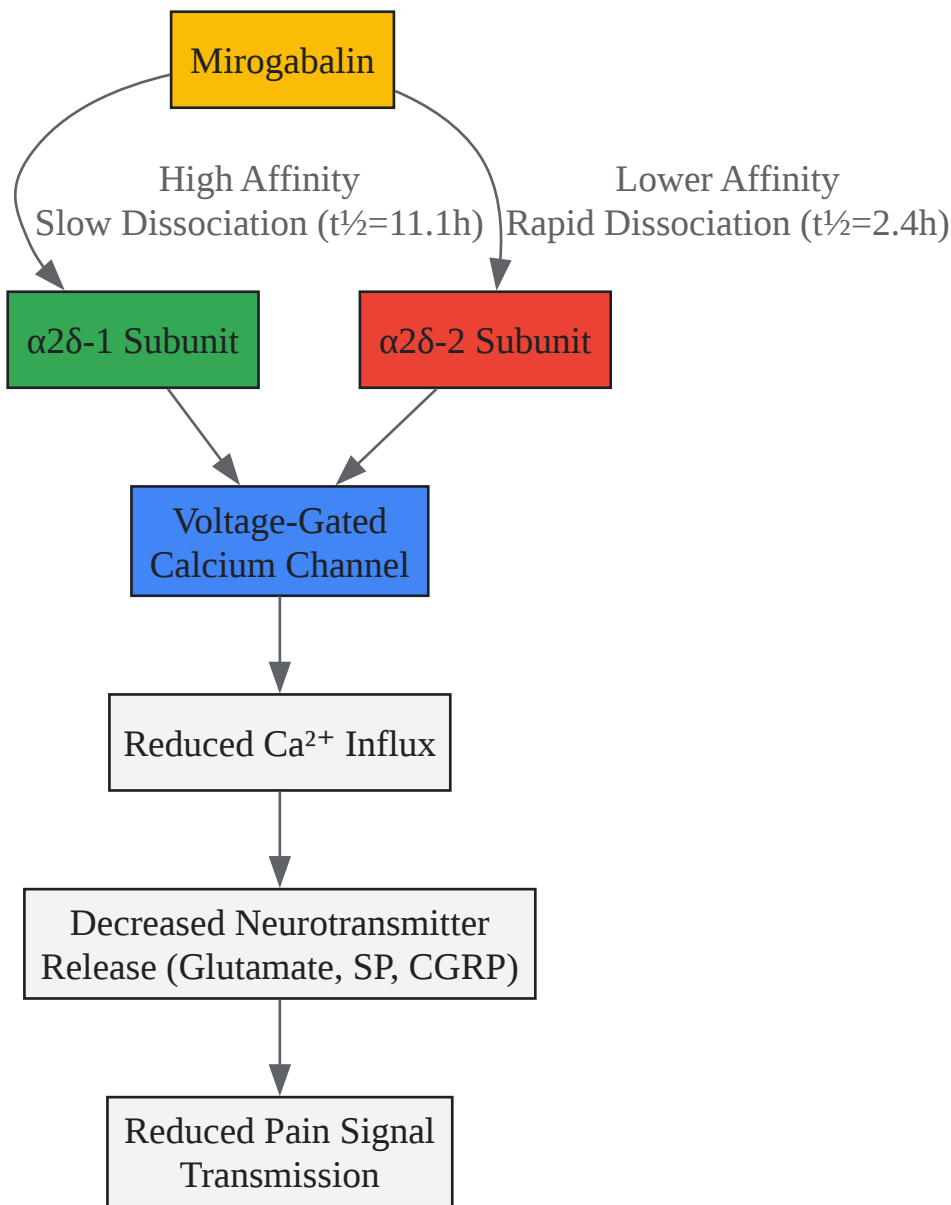 Mirogabalin
High Affinity
Slow Dissociation (t½=11.1h)
Lower Affinity
Rapid Dissociation (t½=2.4h)
α2δ-1 Subunit
α2δ-2 Subunit
Voltage-Gated
Calcium Channel
Reduced Ca²⁺ Influx
Decreased Neurotransmitter
Release (Glutamate, SP, CGRP)
Reduced Pain Signal
Transmission